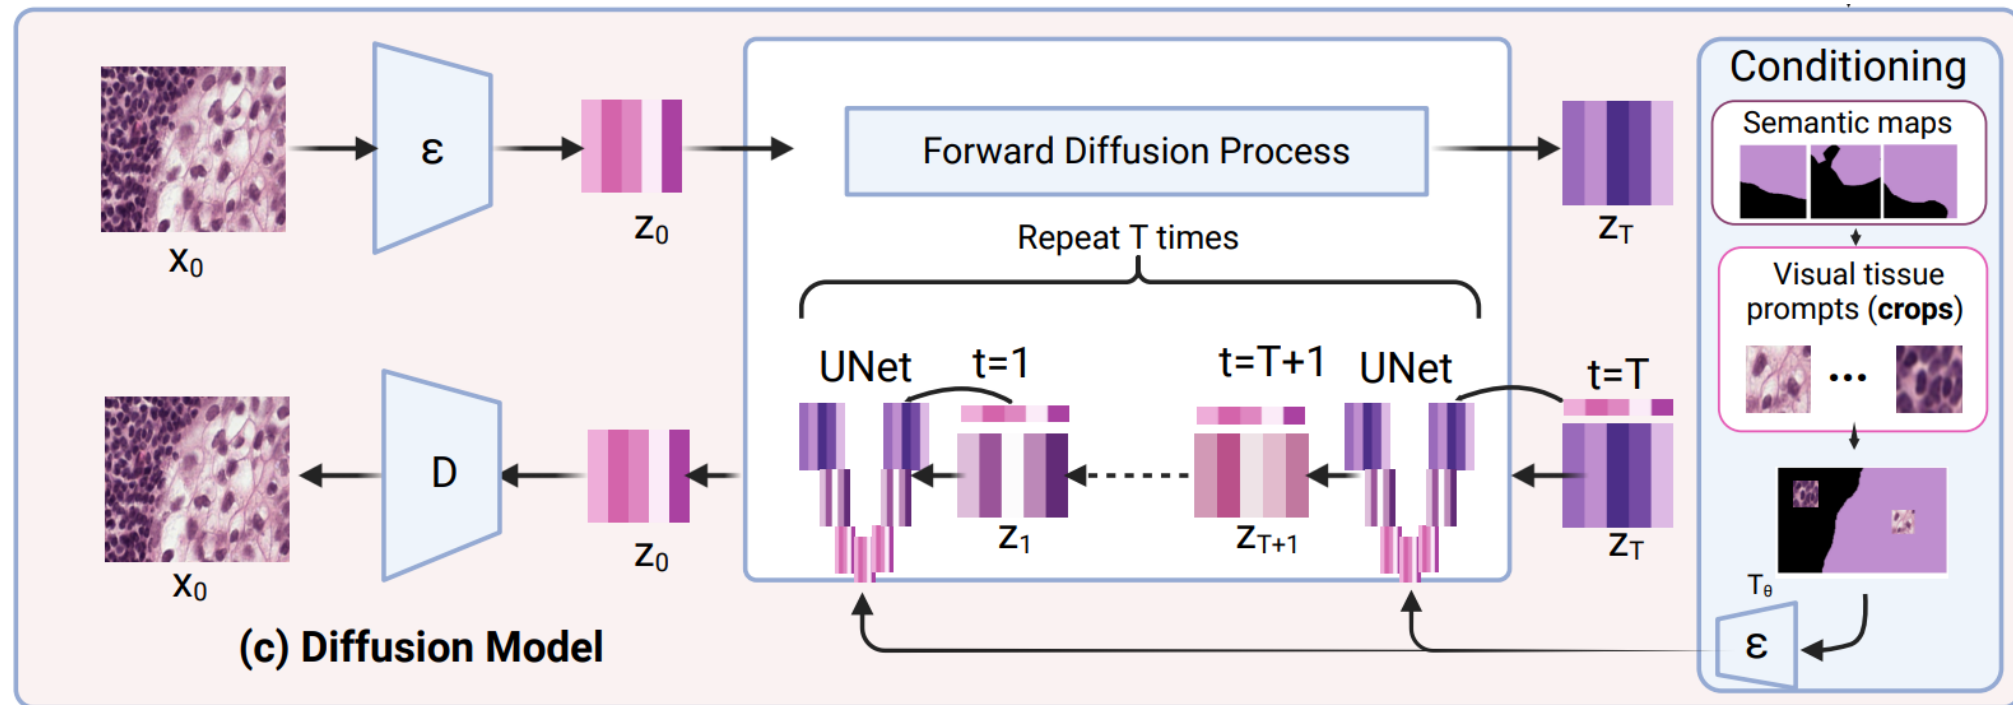 Conditioning
Semantic maps
Visual tissue
prompts (crops)
Tθ
ε
x0
ε
z0
Forward Diffusion Process
zT
Repeat T times
UNet
t=1
t=T+1
UNet
t=T
x0
D
z0
z1
zT+1
zT
(c) Diffusion Model